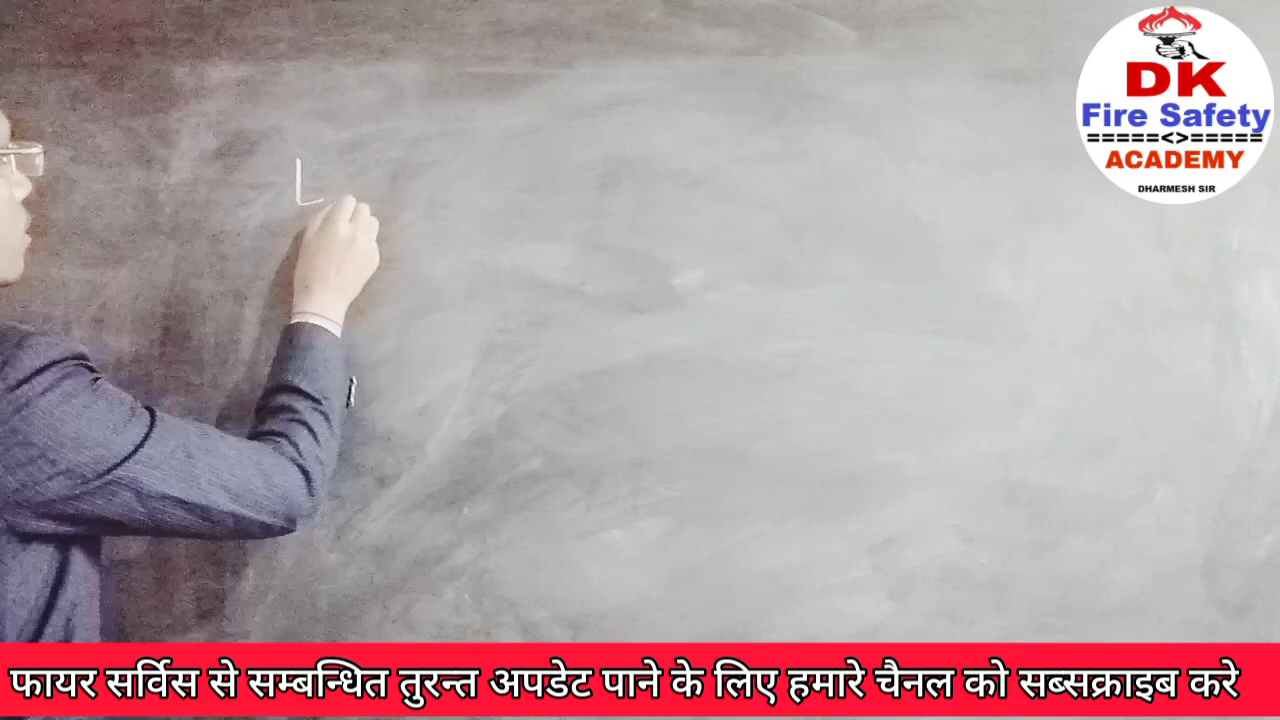 L
DK
Fire Safety
=====<>=====
ACADEMY
DHARMESH SIR
फायर सर्विस से सम्बन्धित तुरन्त अपडेट पाने के लिए हमारे चैनल को सब्सक्राइब करे